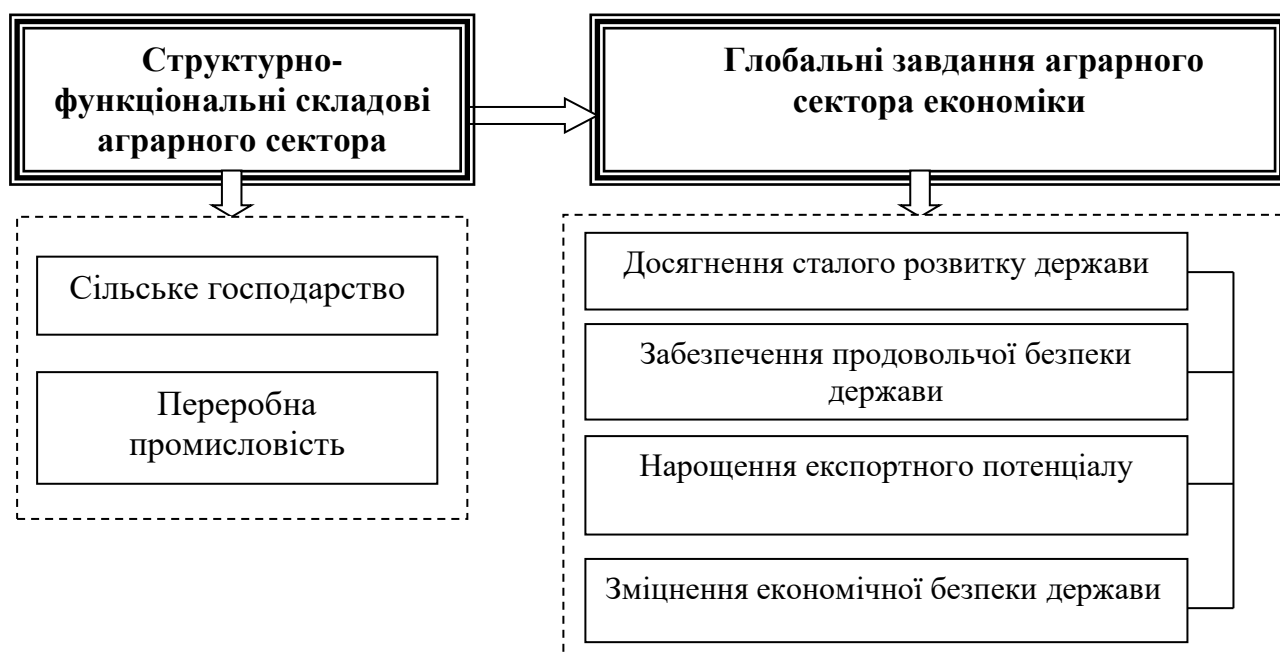 Структурно-
функціональні складові
аграрного сектора
Глобальні завдання аграрного
сектора економіки
Сільське господарство
Переробна
промисловість
Досягнення сталого розвитку держави
Забезпечення продовольчої безпеки
держави
Нарощення експортного потенціалу
Зміцнення економічної безпеки держави